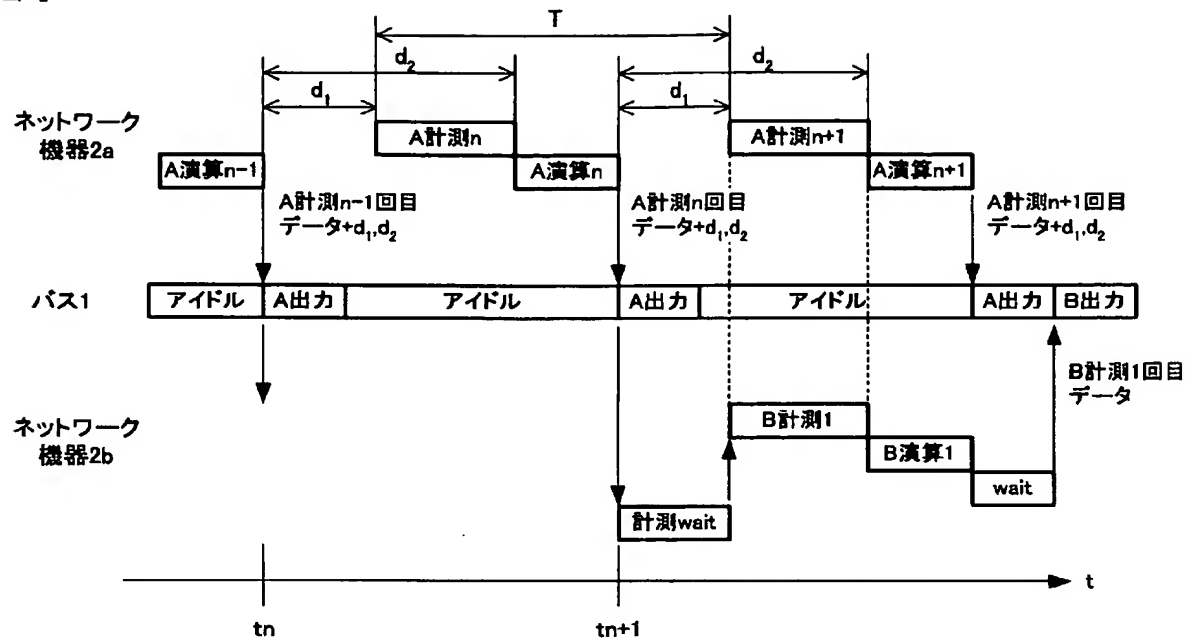 T
d₂
d₂
d₁
d₁
ネットワーク
機器2a
A計測n
A計測n+1
A演算n-1
A演算n
A演算n+1
A計測n-1回目
データ+d₁,d₂
A計測n回目
データ+d₁,d₂
A計測n+1回目
データ+d₁,d₂
バス1
アイドル
A出力
アイドル
A出力
アイドル
A出力
B出力
B計測1回目
データ
ネットワーク
機器2b
B計測1
B演算1
wait
計測wait
t
tn
tn+1